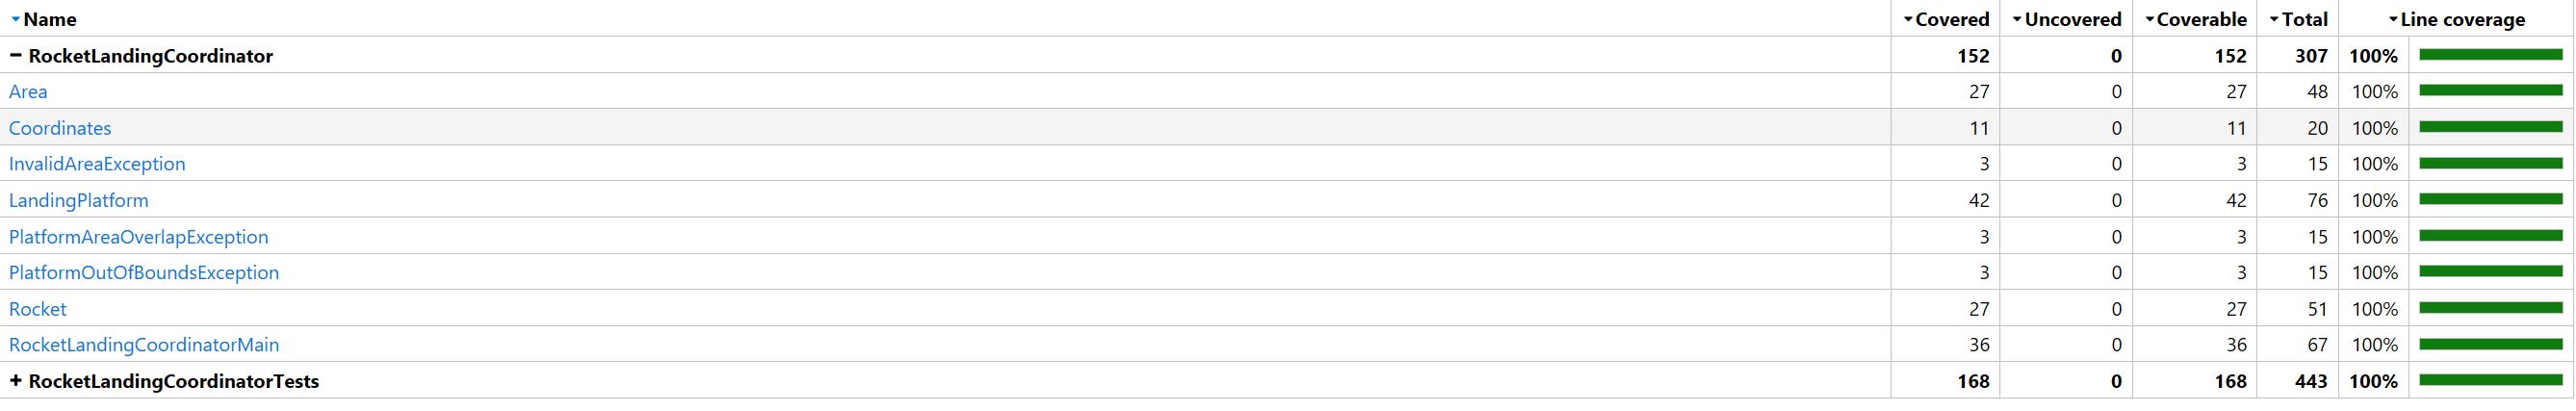 Name Covered Uncovered Coverable Total Line coverage
− RocketLandingCoordinator 152 0 152 307 100%
Area 27 0 27 48 100%
Coordinates 11 0 11 20 100%
InvalidAreaException 3 0 3 15 100%
LandingPlatform 42 0 42 76 100%
PlatformAreaOverlapException 3 0 3 15 100%
PlatformOutOfBoundsException 3 0 3 15 100%
Rocket 27 0 27 51 100%
RocketLandingCoordinatorMain 36 0 36 67 100%
+ RocketLandingCoordinatorTests 168 0 168 443 100%